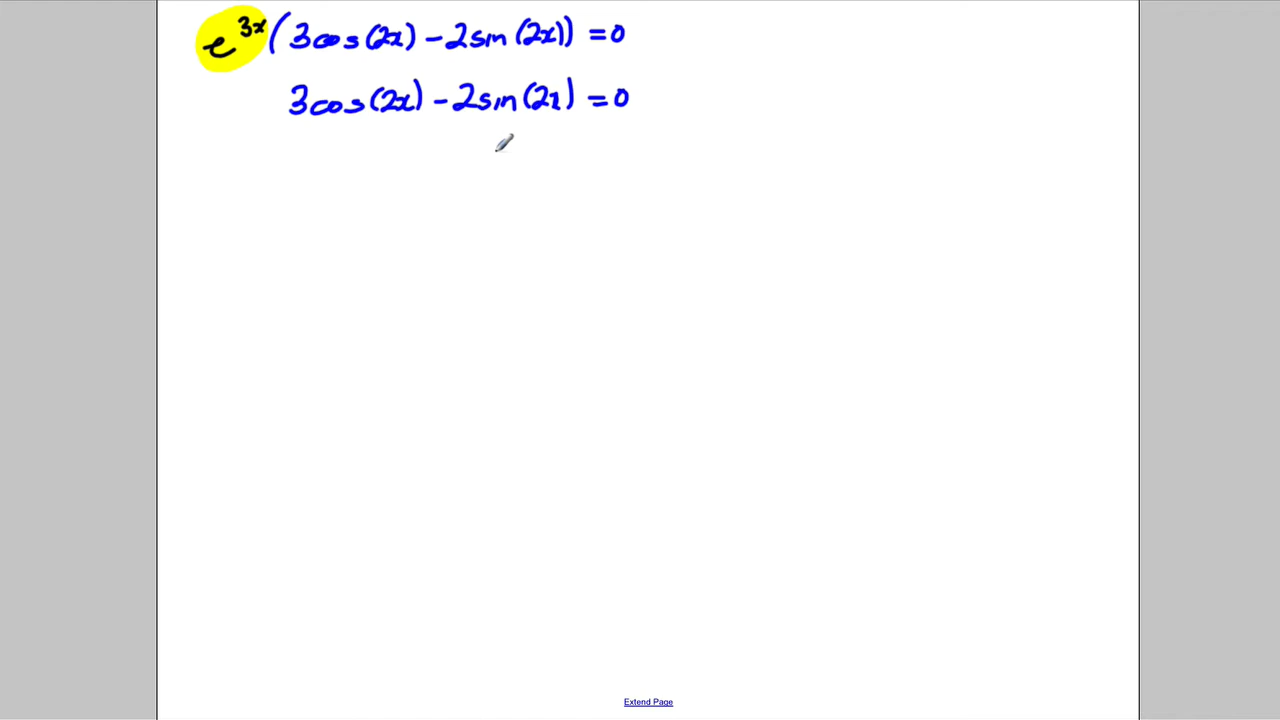 e^{3x}(3cos(2x) - 2sin(2x)) = 0
3cos(2x) - 2sin(2x) = 0
Extend Page